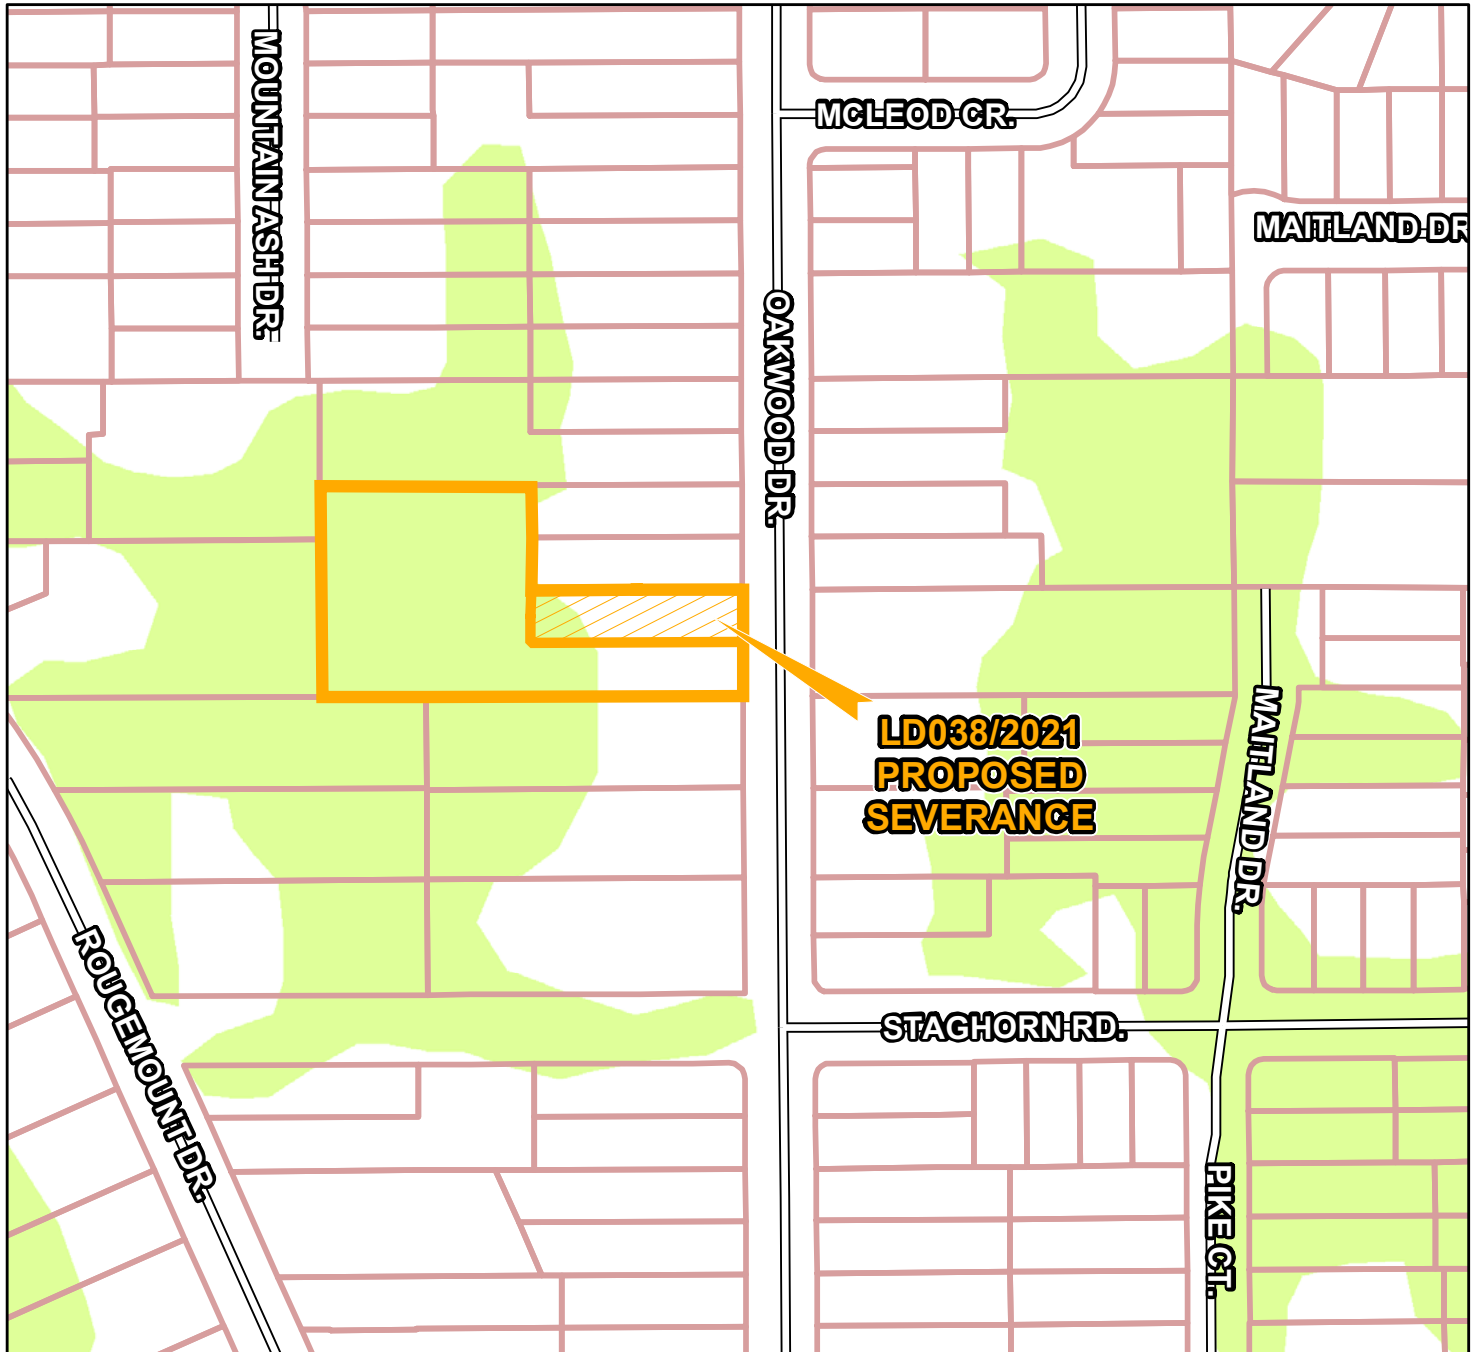 MOUNTAIN ASH DR.
MCLEOD CR.
MAITLAND DR
OAKWOOD DR.
LD038/2021
PROPOSED
SEVERANCE
MAITLAND DR.
ROUGEMOUNT DR.
STAGHORN RD.
PIKE CT.